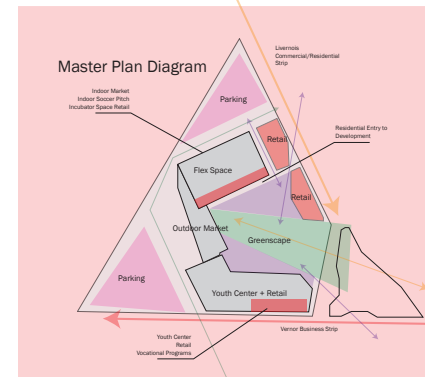 Livernois
Commercial/Residential
Strip
Master Plan Diagram
Indoor Market
Indoor Soccer Pitch
Incubator Space Retail
Parking
Residential Entry to
Development
Retail
Flex Space
Retail
Outdoor Market
Greenscape
Parking
Youth Center + Retail
Vernor Business Strip
Youth Center
Retail
Vocational Programs